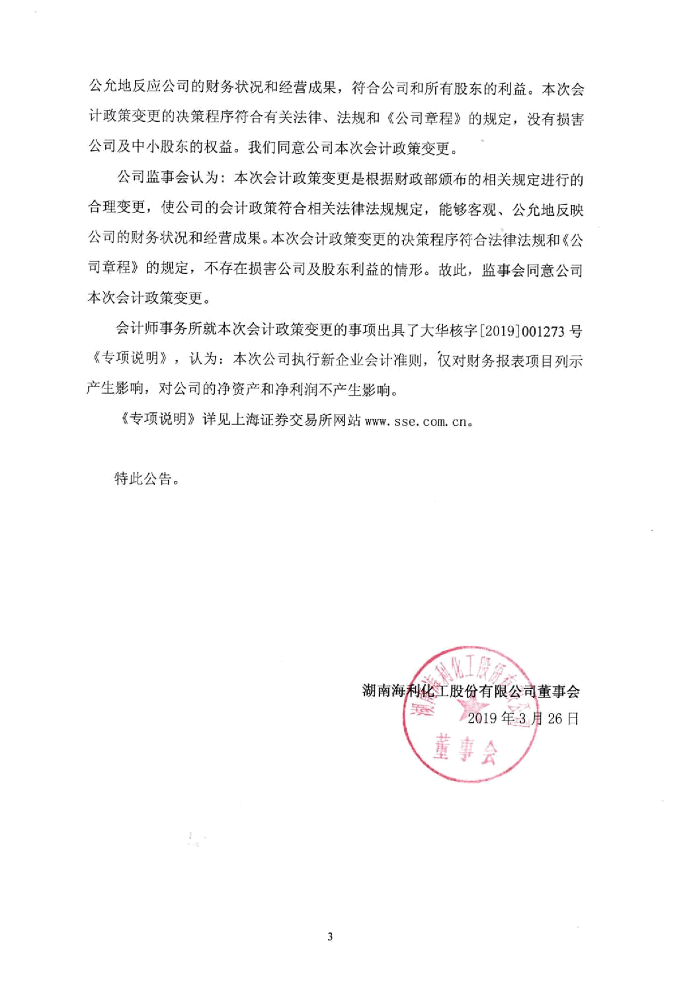 公允地反应公司的财务状况和经营成果，符合公司和所有股东的利益。本次会
计政策变更的决策程序符合有关法律、法规和《公司章程》的规定，没有损害
公司及中小股东的权益。我们同意公司本次会计政策变更。
公司监事会认为：本次会计政策变更是根据财政部颁布的相关规定进行的
合理变更，使公司的会计政策符合相关法律法规规定，能够客观、公允地反映
公司的财务状况和经营成果。本次会计政策变更的决策程序符合法律法规和《公
司章程》的规定，不存在损害公司及股东利益的情形。故此，监事会同意公司
本次会计政策变更。
会计师事务所就本次会计政策变更的事项出具了大华核字[2019]001273 号
《专项说明》，认为：本次公司执行新企业会计准则，仅对财务报表项目列示
产生影响，对公司的净资产和净利润不产生影响。
《专项说明》详见上海证券交易所网站 www.sse.com.cn。
特此公告。
湖南海利化工股份有限公司
湖南海利化工股份有限公司董事会
2019 年 3 月 26 日
董事会
3